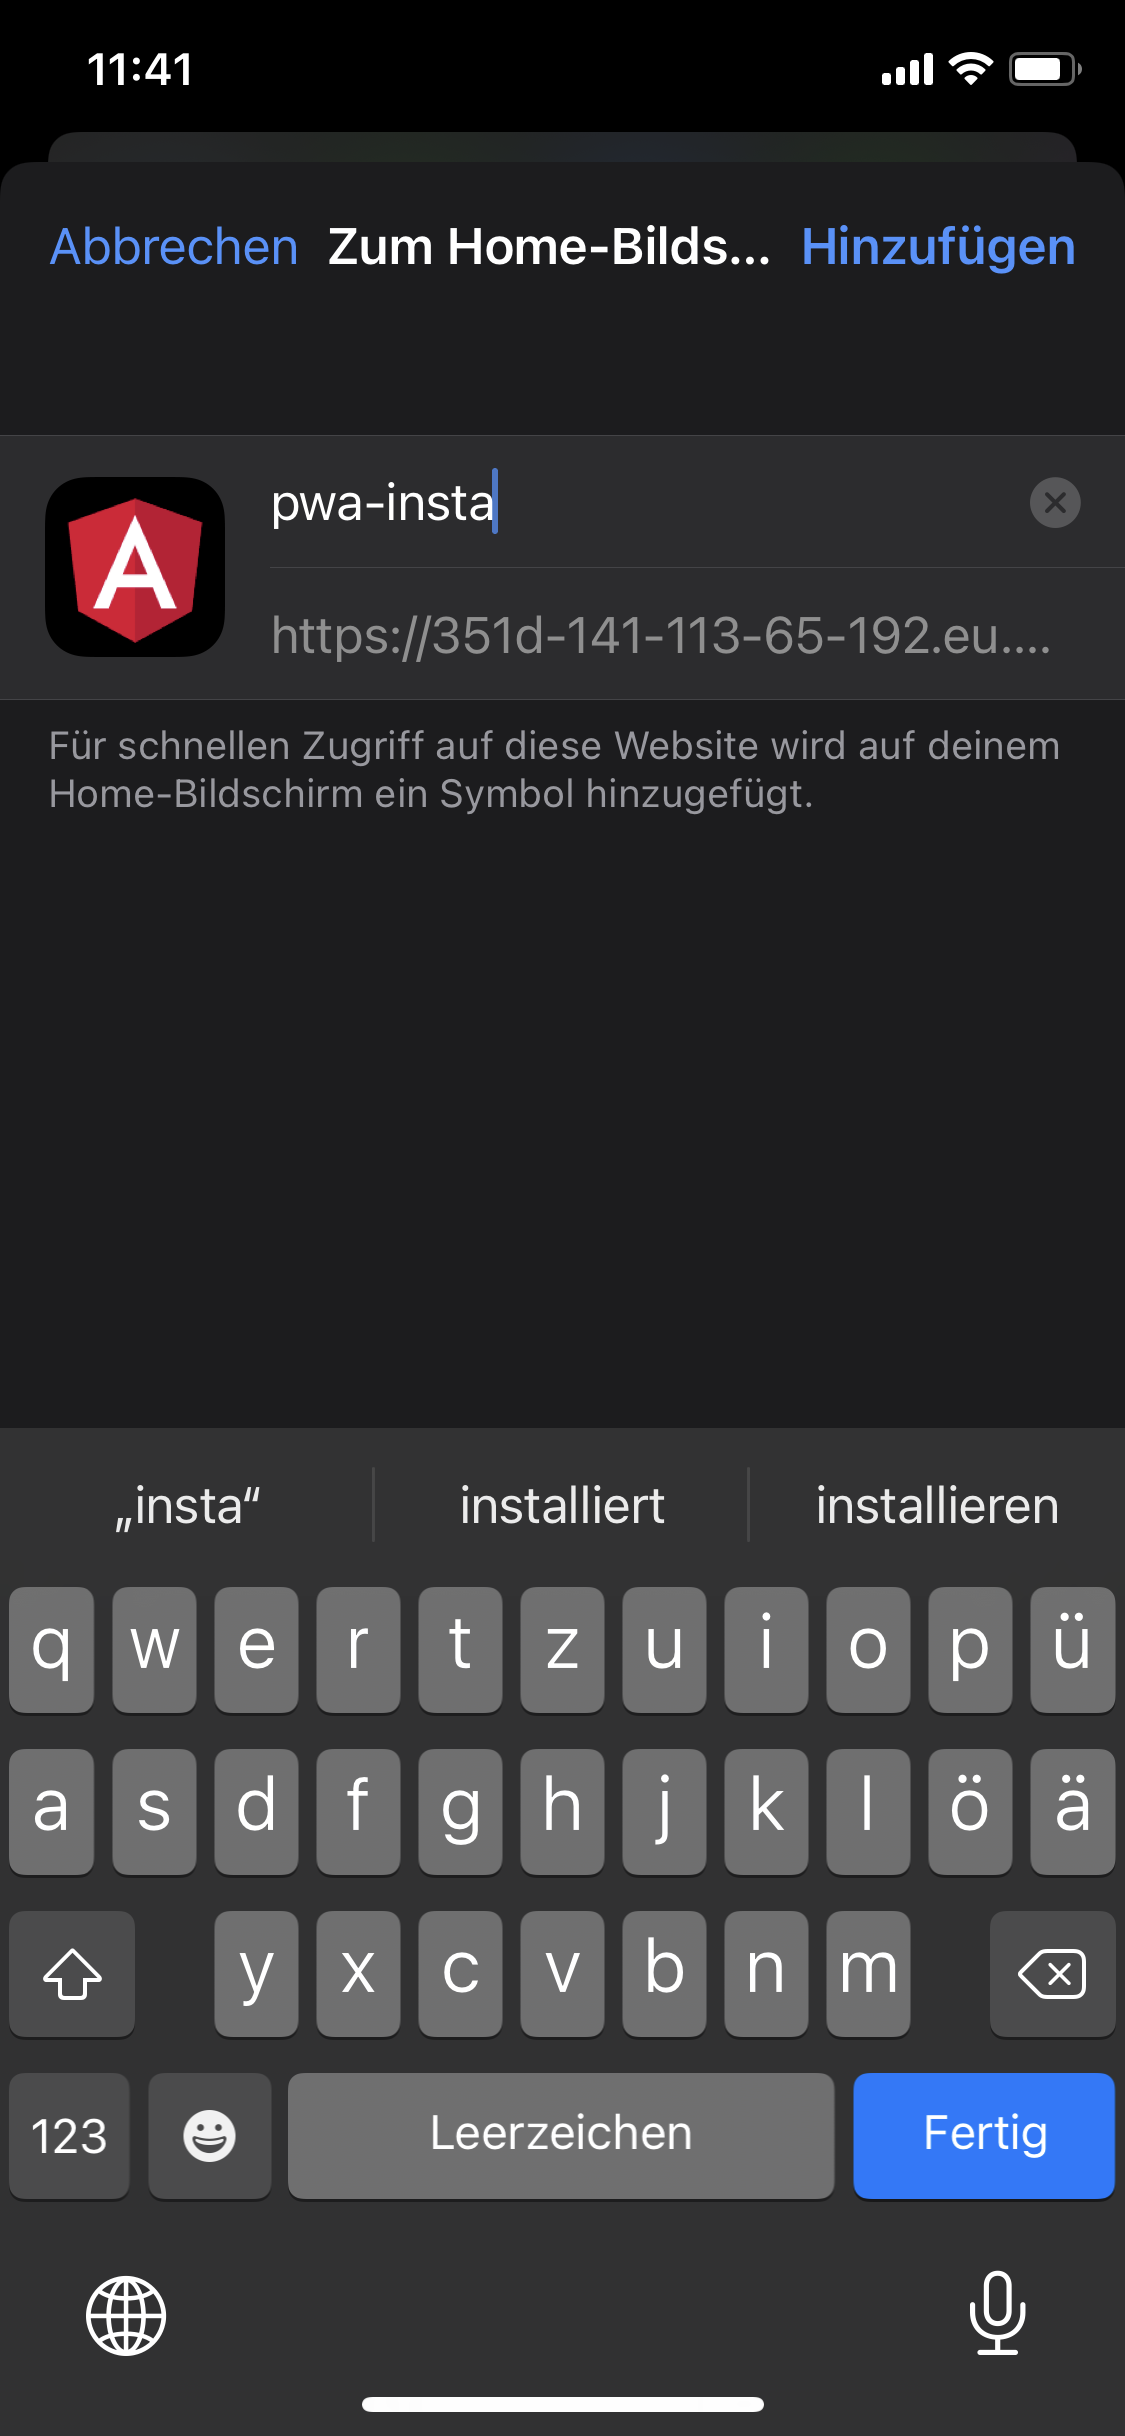 11:41
Abbrechen Zum Home-Bilds... Hinzufügen
pwa-insta
https://351d-141-113-65-192.eu....
Für schnellen Zugriff auf diese Website wird auf deinem
Home-Bildschirm ein Symbol hinzugefügt.
„insta“ installiert installieren
q w e r t z u i o p ü
a s d f g h j k l ö ä
y x c v b n m
123 Leerzeichen Fertig